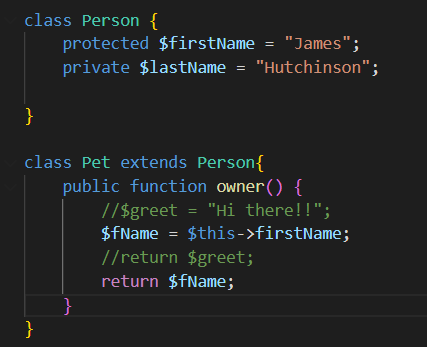 class Person {
    protected $firstName = "James";
    private $lastName = "Hutchinson";
}
class Pet extends Person{
    public function owner() {
        //$greet = "Hi there!!";
        $fName = $this->firstName;
        //return $greet;
        return $fName;
    }
}